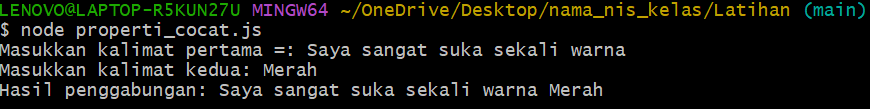 LENOVO@LAPTOP-R5KUN27U MINGW64 ~/OneDrive/Desktop/nama_nis_kelas/Latihan (main)
$ node properti_cocat.js
Masukkan kalimat pertama =: Saya sangat suka sekali warna
Masukkan kalimat kedua: Merah
Hasil penggabungan: Saya sangat suka sekali warna Merah